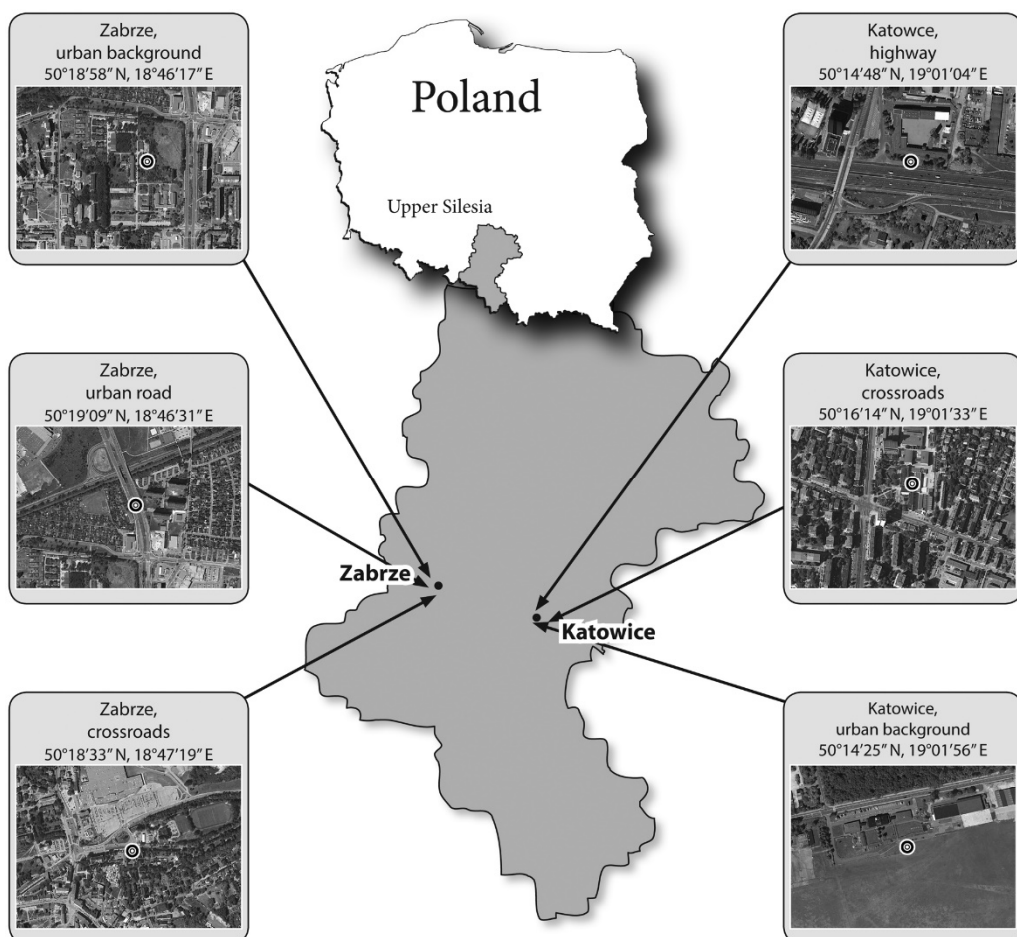 Zabrze,
urban background
50°18′58″ N, 18°46′17″ E
Katowce,
highway
50°14′48″ N, 19°01′04″ E
Poland
Upper Silesia
Zabrze,
urban road
50°19′09″ N, 18°46′31″ E
Katowice,
crossroads
50°16′14″ N, 19°01′33″ E
Zabrze
Katowice
Zabrze,
crossroads
50°18′33″ N, 18°47′19″ E
Katowice,
urban background
50°14′25″ N, 19°01′56″ E